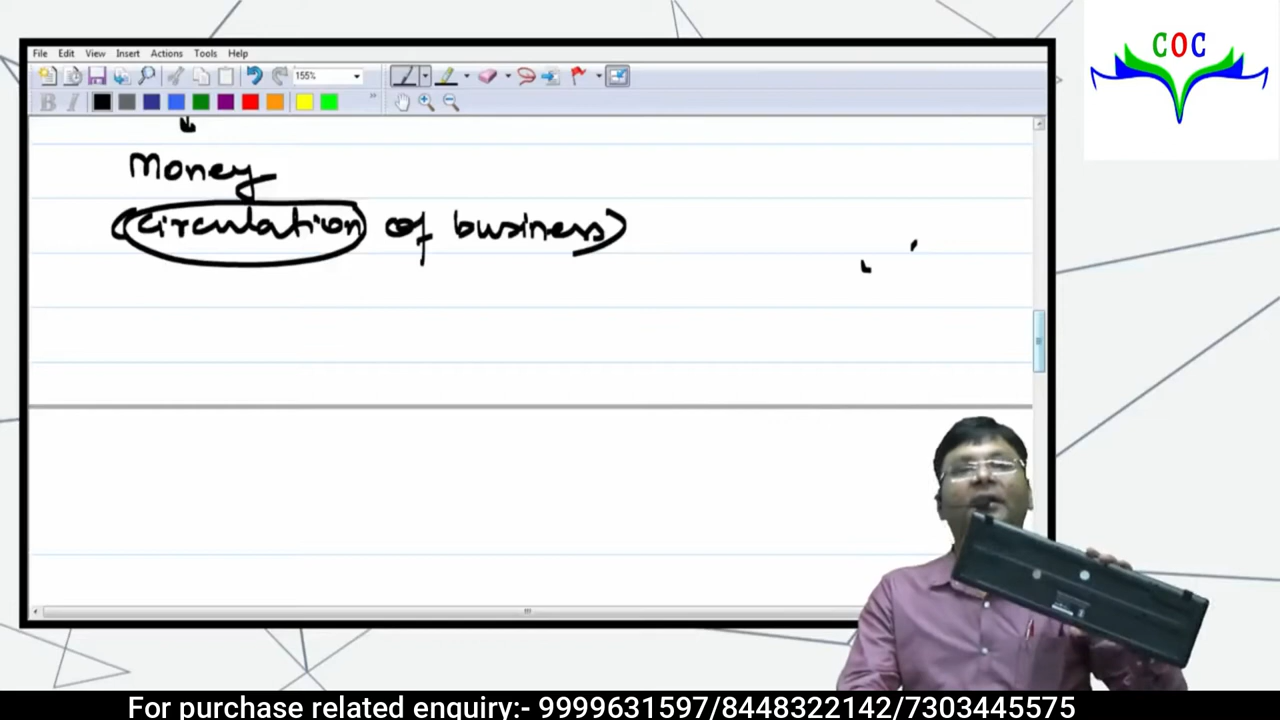 COC
File Edit View Insert Actions Tools Help
155%
B I
Money
(circulation of business)
For purchase related enquiry:- 9999631597/8448322142/7303445575